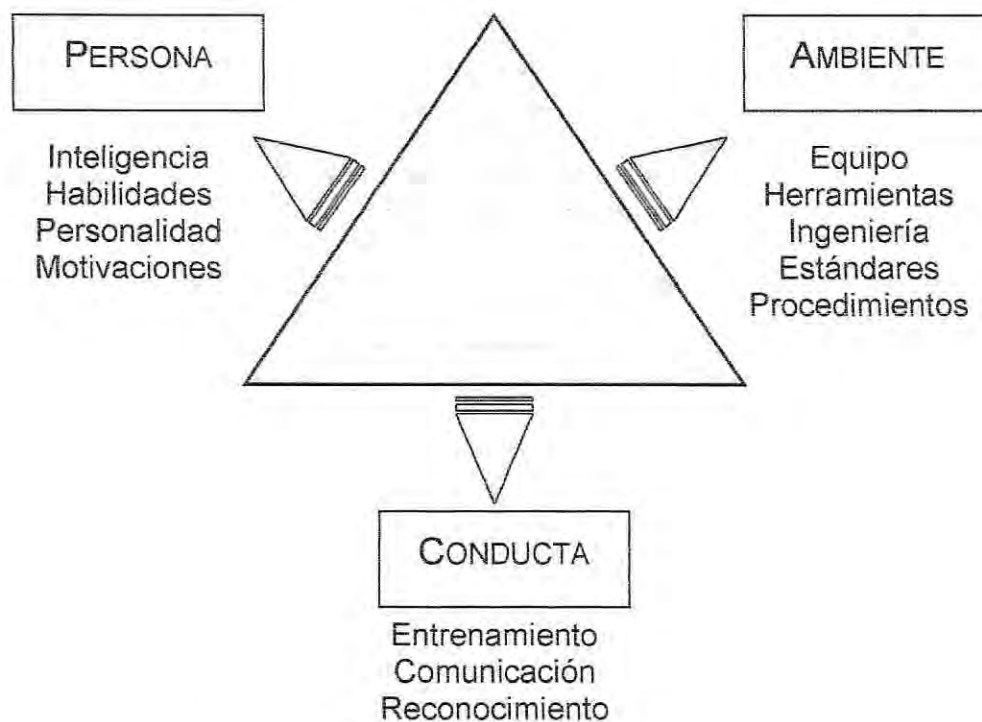 PERSONA
Inteligencia
Habilidades
Personalidad
Motivaciones
AMBIENTE
Equipo
Herramientas
Ingeniería
Estándares
Procedimientos
CONDUCTA
Entrenamiento
Comunicación
Reconocimiento